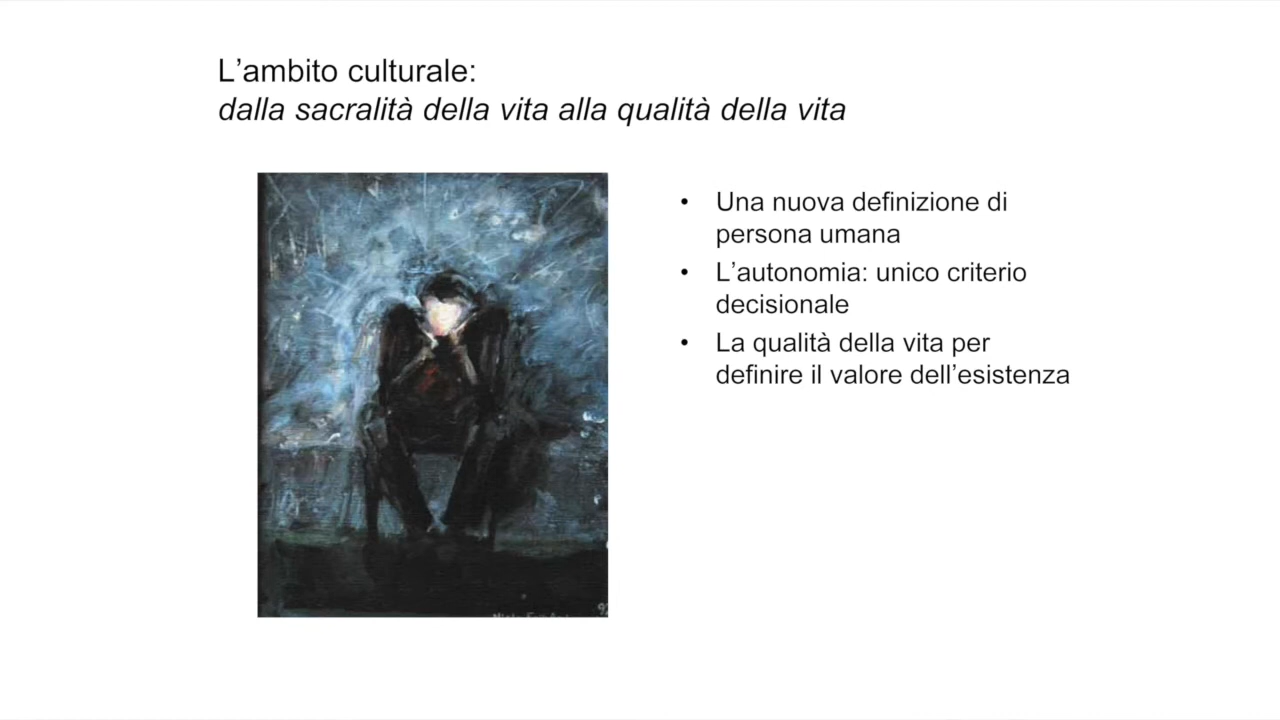 L’ambito culturale:
dalla sacralità della vita alla qualità della vita
• Una nuova definizione di
persona umana
• L’autonomia: unico criterio
decisionale
• La qualità della vita per
definire il valore dell’esistenza